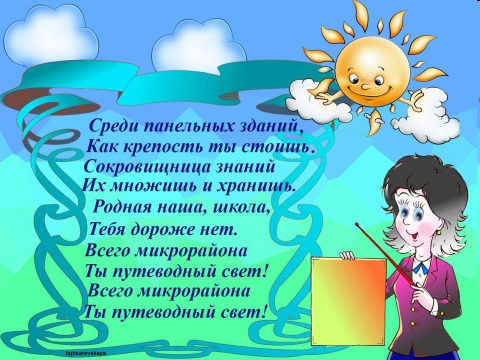 Среди панельных зданий,
Как крепость ты стоишь.
Сокровищница знаний
Их множишь и хранишь.
Родная наша, школа,
Тебя дороже нет.
Всего микрорайона
Ты путеводный свет!
Всего микрорайона
Ты путеводный свет!
lapisarevskaya